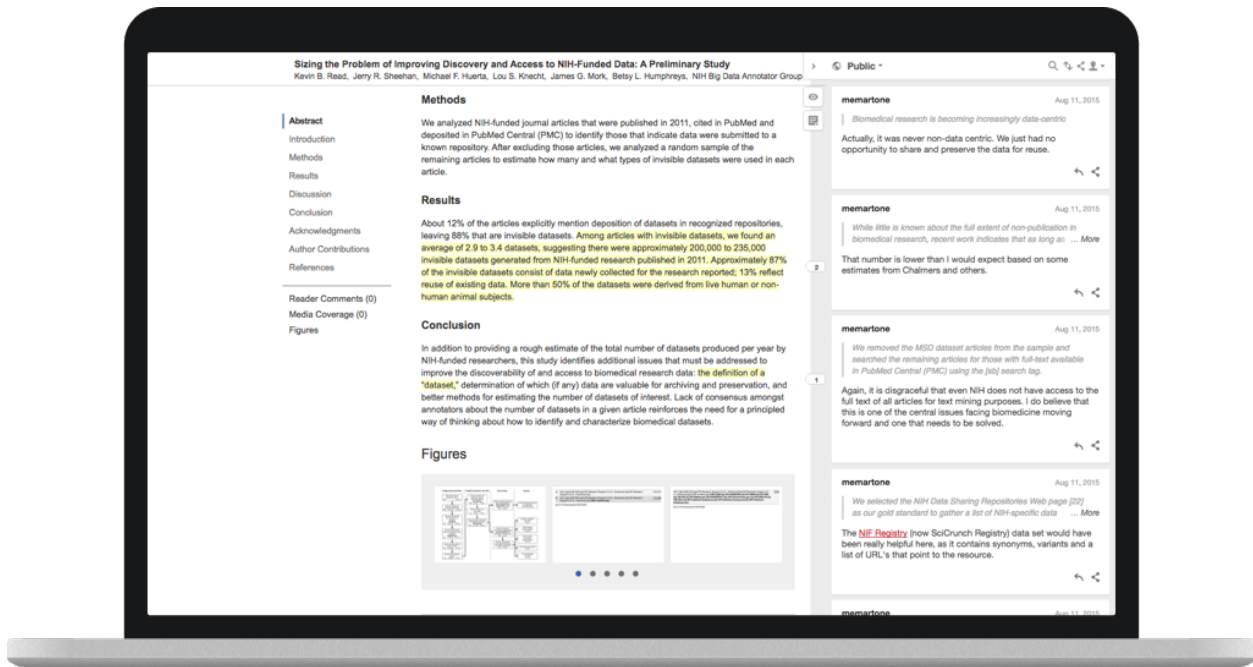 Sizing the Problem of Improving Discovery and Access to NIH-Funded Data: A Preliminary Study
Kevin B. Read, Jerry R. Sheehan, Michael F. Huerta, Lou S. Knecht, James G. Mork, Betsy L. Humphreys, NIH Big Data Annotator Group
Abstract
Introduction
Methods
Results
Discussion
Conclusion
Acknowledgments
Author Contributions
References
Reader Comments (0)
Media Coverage (0)
Figures
Methods
We analyzed NIH-funded journal articles that were published in 2011, cited in PubMed and
deposited in PubMed Central (PMC) to identify those that indicate data were submitted to a
known repository. After excluding those articles, we analyzed a random sample of the
remaining articles to estimate how many and what types of invisible datasets were used in each
article.
Results
About 12% of the articles explicitly mention deposition of datasets in recognized repositories,
leaving 88% that are invisible datasets. Among articles with invisible datasets, we found an
average of 2.9 to 3.4 datasets, suggesting there were approximately 200,000 to 235,000
invisible datasets generated from NIH-funded research published in 2011. Approximately 87%
of the invisible datasets consist of data newly collected for the research reported; 13% reflect
reuse of existing data. More than 50% of the datasets were derived from live human or non-
human animal subjects.
Conclusion
In addition to providing a rough estimate of the total number of datasets produced per year by
NIH-funded researchers, this study identifies additional issues that must be addressed to
improve the discoverability of and access to biomedical research data: the definition of a
"dataset," determination of which (if any) data are valuable for archiving and preservation, and
better methods for estimating the number of datasets of interest. Lack of consensus amongst
annotators about the number of datasets in a given article reinforces the need for a principled
way of thinking about how to identify and characterize biomedical datasets.
Figures
2
1
Public
memartone Aug 11, 2015
Biomedical research is becoming increasingly data-centric
Actually, it was never non-data centric. We just had no
opportunity to share and preserve the data for reuse.
memartone Aug 11, 2015
While little is known about the full extent of non-publication in
biomedical research, recent work indicates that as long as ... More
That number is lower than I would expect based on some
estimates from Chalmers and others.
memartone Aug 11, 2015
We removed the MSD dataset articles from the sample and
searched the remaining articles for those with full-text available
in PubMed Central (PMC) using the [sb] search tag.
Again, it is disgraceful that even NIH does not have access to the
full text of all articles for text mining purposes. I do believe that
this is one of the central issues facing biomedicine moving
forward and one that needs to be solved.
memartone Aug 11, 2015
We selected the NIH Data Sharing Repositories Web page [22]
as our gold standard to gather a list of NIH-specific data ... More
The NIF Registry (now SciCrunch Registry) data set would have
been really helpful here, as it contains synonyms, variants and a
list of URL's that point to the resource.
memartone Aug 11, 2015